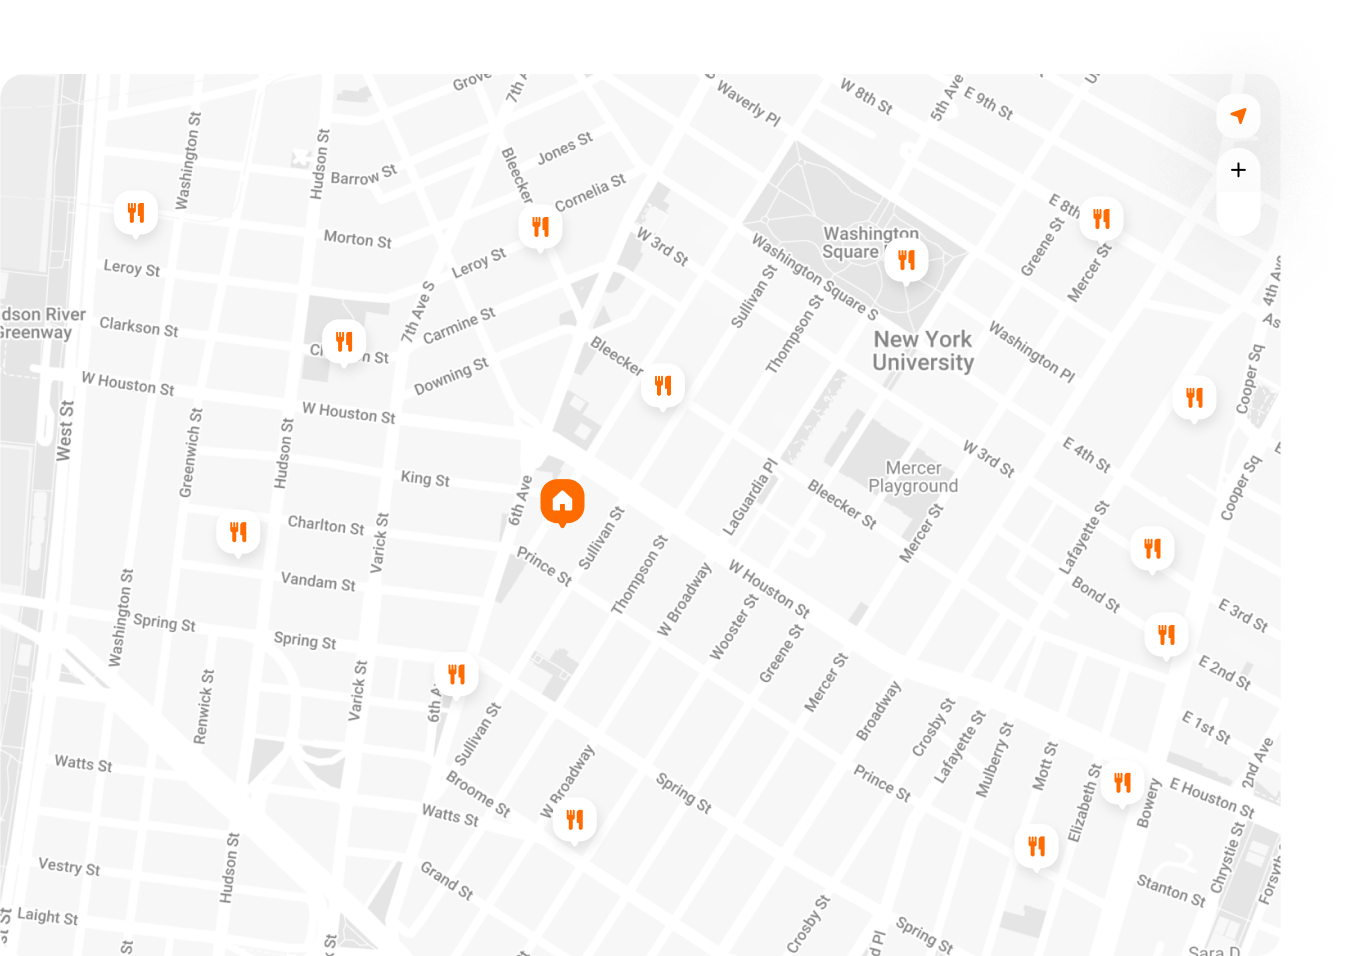 Grove
7th
Waverly Pl
W 8th St
5th Ave
E 9th St
Washington St
Hudson St
Barrow St
Bleecker
Jones St
Cornelia St
Morton St
Leroy St
W 3rd St
Washington
Square
E 8th
Greene St
Mercer St
Leroy St
Washington Square S
Sullivan St
Thompson St
4th Ave
As
dson River
Greenway
Clarkson St
7th Ave S
Carmine St
New York
University
Washington Pl
Bleecker
Downing St
W Houston St
W Houston St
Cooper Sq
West St
Greenwich St
Hudson St
King St
6th Ave
LaGuardia Pl
Bleecker St
Mercer
Playground
W 3rd St
E 4th St
Cooper Sq
Charlton St
Varick St
Prince St
Sullivan St
Thompson St
Mercer St
Lafayette St
Vandam St
W Broadway
W Houston St
Bond St
E 3rd St
Washington St
Spring St
Spring St
Wooster St
Greene St
Mercer St
E 2nd St
Renwick St
Varick St
6th
Sullivan St
Broadway
Crosby St
Lafayette St
Mulberry St
Mott St
E 1st St
2nd Ave
Watts St
Broome St
W Broadway
Spring St
Prince St
Elizabeth St
Bowery
E Houston St
Watts St
Vestry St
Hudson St
Grand St
Chrystie St
Forsyth
Stanton St
Laight St
Crosby St
Spring St
St
St
St
d Pl
Sara D